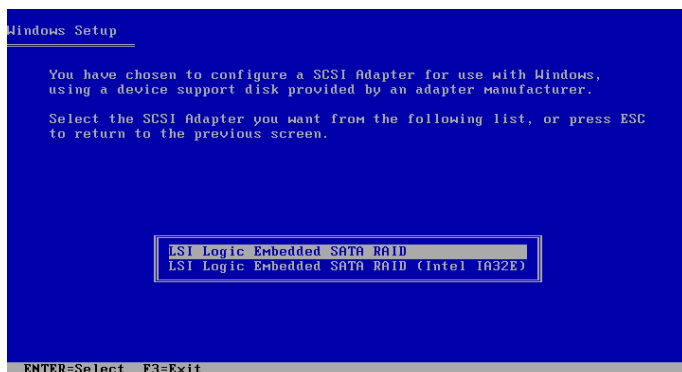 Windows Setup
You have chosen to configure a SCSI Adapter for use with Windows,
using a device support disk provided by an adapter manufacturer.
Select the SCSI Adapter you want from the following list, or press ESC
to return to the previous screen.
LSI Logic Embedded SATA RAID
LSI Logic Embedded SATA RAID (Intel IA32E)
ENTER=Select F3=Exit